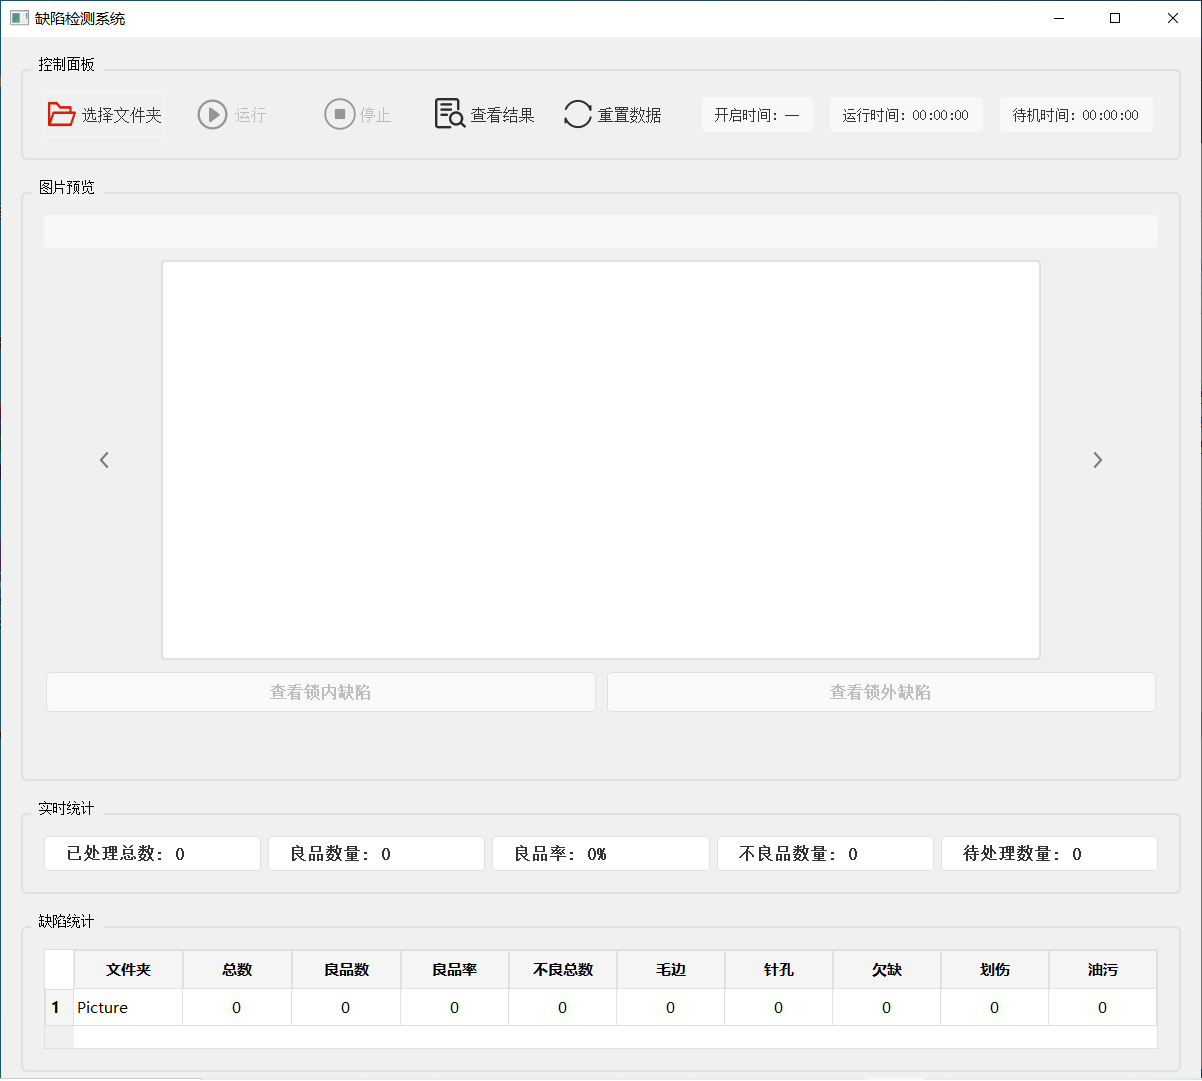 缺陷检测系统
控制面板
选择文件夹 运行 停止 查看结果 重置数据 开启时间：— 运行时间：00:00:00 待机时间：00:00:00
图片预览
查看锁内缺陷 查看锁外缺陷
实时统计
已处理总数：0 良品数量：0 良品率：0% 不良品数量：0 待处理数量：0
缺陷统计
文件夹 总数 良品数 良品率 不良总数 毛边 针孔 欠缺 划伤 油污
1 Picture 0 0 0 0 0 0 0 0 0